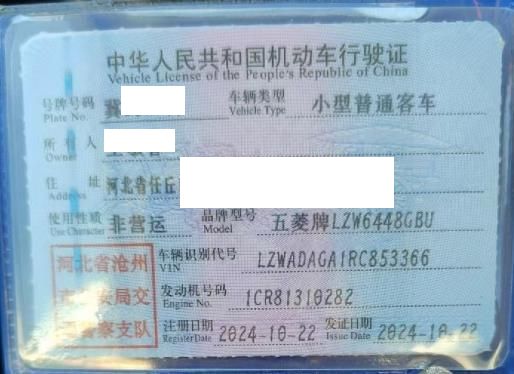 中华人民共和国机动车行驶证
Vehicle License of the People's Republic of China
号牌号码 冀 车辆类型 小型普通客车
Plate No. Vehicle Type
所有人
Owner
住址 河北省任丘
Address
使用性质 非营运 品牌型号 五菱牌LZW6448GBU
Use Character Model
河北省沧州 车辆识别代号 LZWADAGA1RC853366
VIN
安局交 发动机号码 1CR81310282
Engine No.
警察支队 注册日期 2024-10-22 发证日期 2024-10-22
Register Date Issue Date